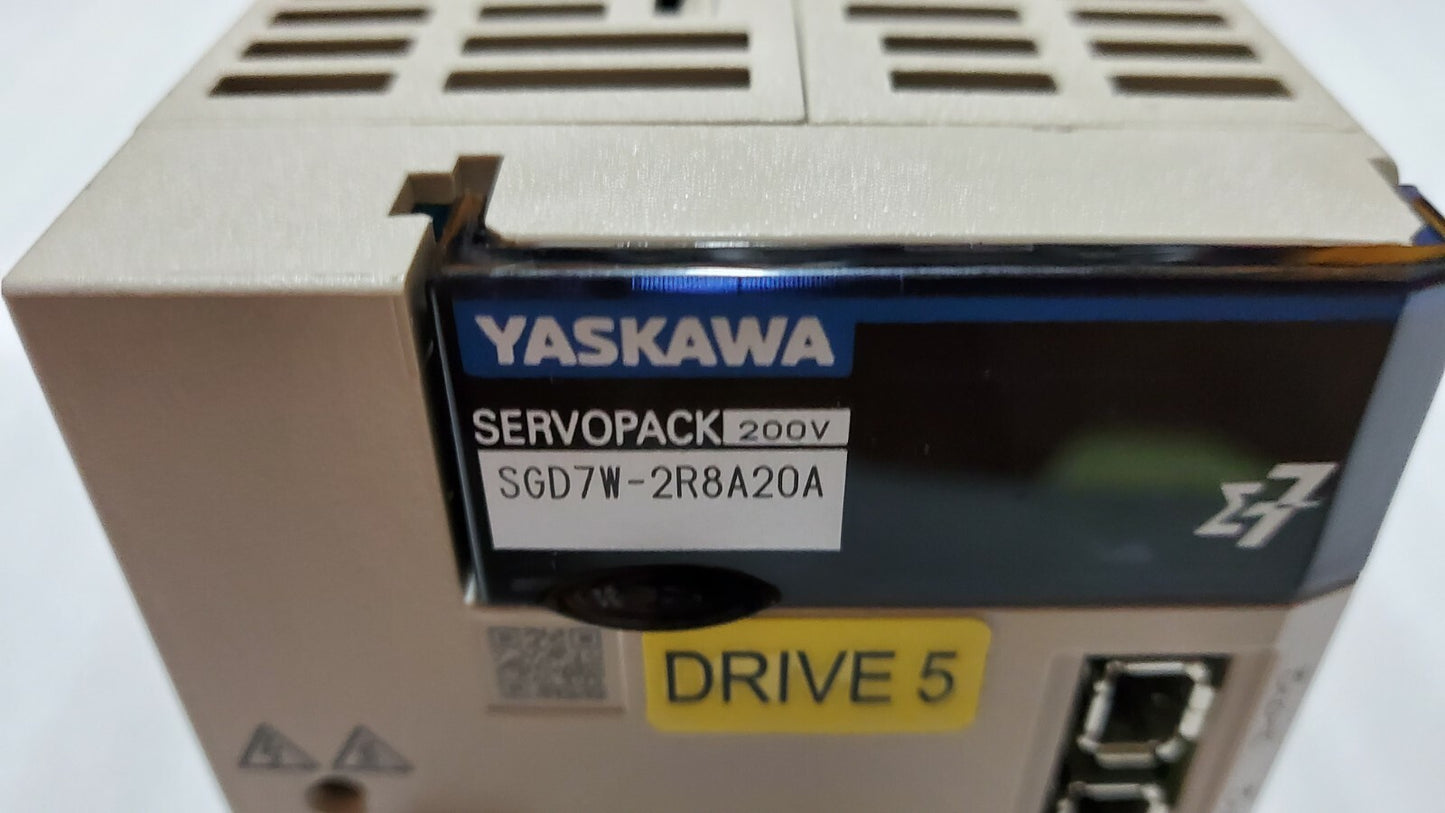 YASKAWA
SERVOPACK 200V
SGD7W-2R8A20A
Σ7
DRIVE 5